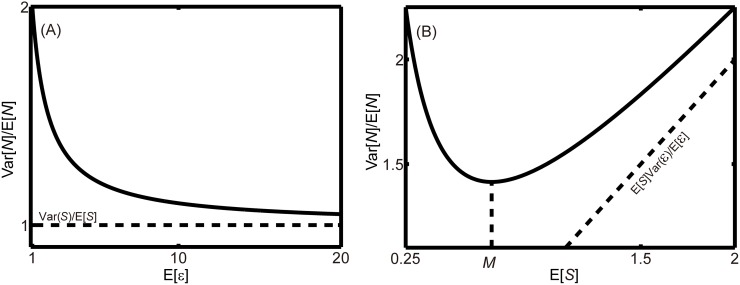 (A)
2
1
Var[N]/E[N]
Var(S)/E[S]
1
10
20
E[ε]
(B)
2
1.5
Var[N]/E[N]
E[S]Var(ε)/E[ε]
0.25
M
1.5
2
E[S]